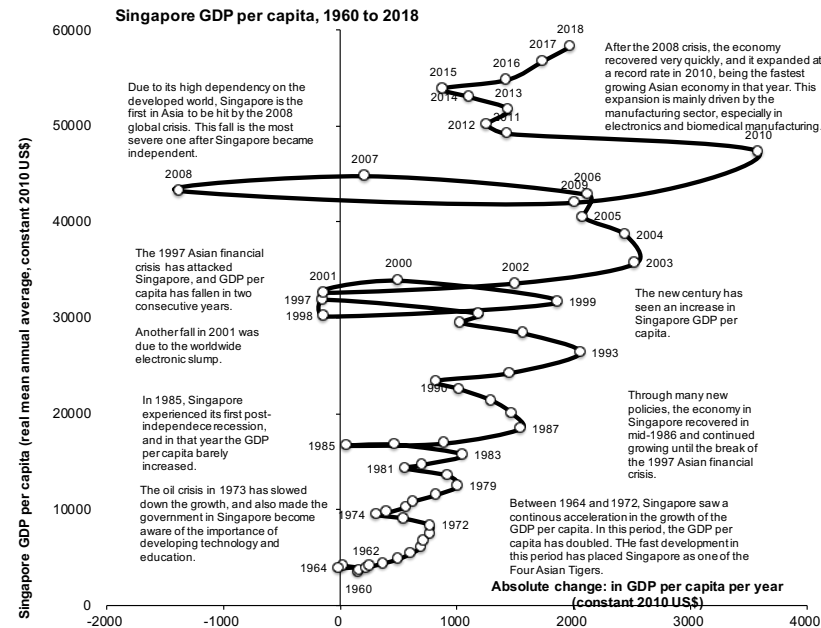 Singapore GDP per capita, 1960 to 2018
60000
50000
40000
30000
20000
10000
0
Singapore GDP per capita (real mean annual average, constant 2010 US$)
After the 2008 crisis, the economy
recovered very quickly, and it expanded at
a record rate in 2010, being the fastest
growing Asian economy in that year. This
expansion is mainly driven by the
manufacturing sector, especially in
electronics and biomedical manufacturing.
Due to its high dependency on the
developed world, Singapore is the
first in Asia to be hit by the 2008
global crisis. This fall is the most
severe one after Singapore became
independent.
2018
2017
2016
2015
2014
2013
2012
2011
2010
2009
2008
2007
2006
2005
2004
2003
2002
2001
2000
1999
1998
1997
1993
1990
1987
1985
1983
1981
1979
1974
1972
1964
1962
1960
The 1997 Asian financial
crisis has attacked
Singapore, and GDP per
capita has fallen in two
consecutive years.
Another fall in 2001 was
due to the worldwide
electronic slump.
The new century has
seen an increase in
Singapore GDP per
capita.
In 1985, Singapore
experienced its first post-
independece recession,
and in that year the GDP
per capita barely
increased.
Through many new
policies, the economy in
Singapore recovered in
mid-1986 and continued
growing until the break of
the 1997 Asian financial
crisis.
The oil crisis in 1973 has slowed
down the growth, and also made the
government in Singapore become
aware of the importance of
developing technology and
education.
Between 1964 and 1972, Singapore saw a
continous acceleration in the growth of the
GDP per capita. In this period, the GDP per
capita has doubled. THe fast development in
this period has placed Singapore as one of the
Four Asian Tigers.
Absolute change: in GDP per capita per year
(constant 2010 US$)
-2000
-1000
0
1000
2000
3000
4000